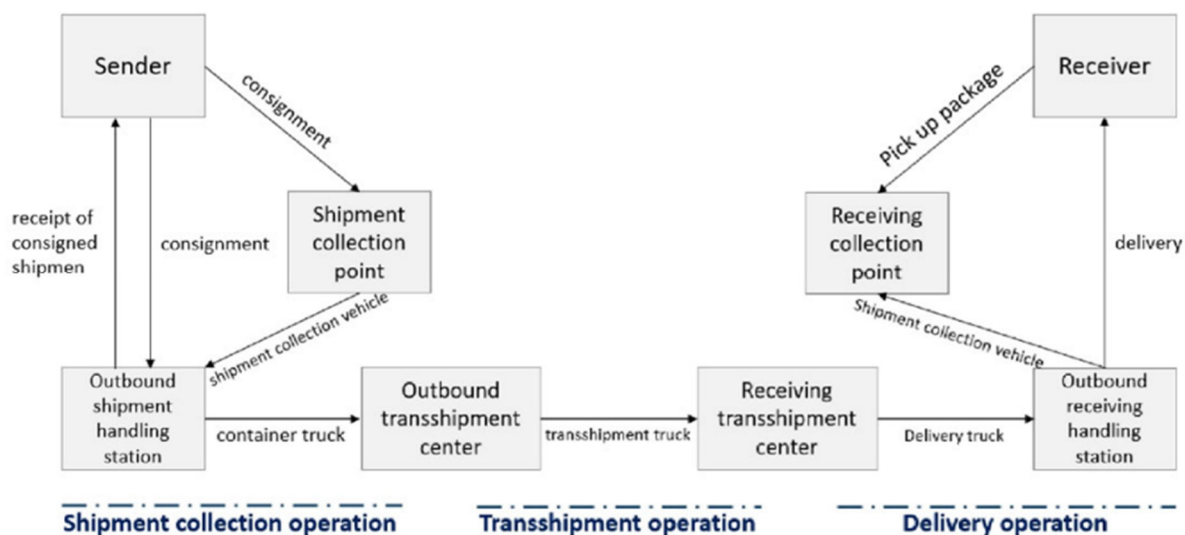 Sender
consignment
Pick up package
Receiver
receipt of
consigned
shipmen
consignment
Shipment
collection
point
Receiving
collection
point
delivery
shipment collection vehicle
Shipment collection vehicle
Outbound
shipment
handling
station
container truck
Outbound
transshipment
center
transshipment truck
Receiving
transshipment
center
Delivery truck
Outbound
receiving
handling
station
Shipment collection operation
Transshipment operation
Delivery operation